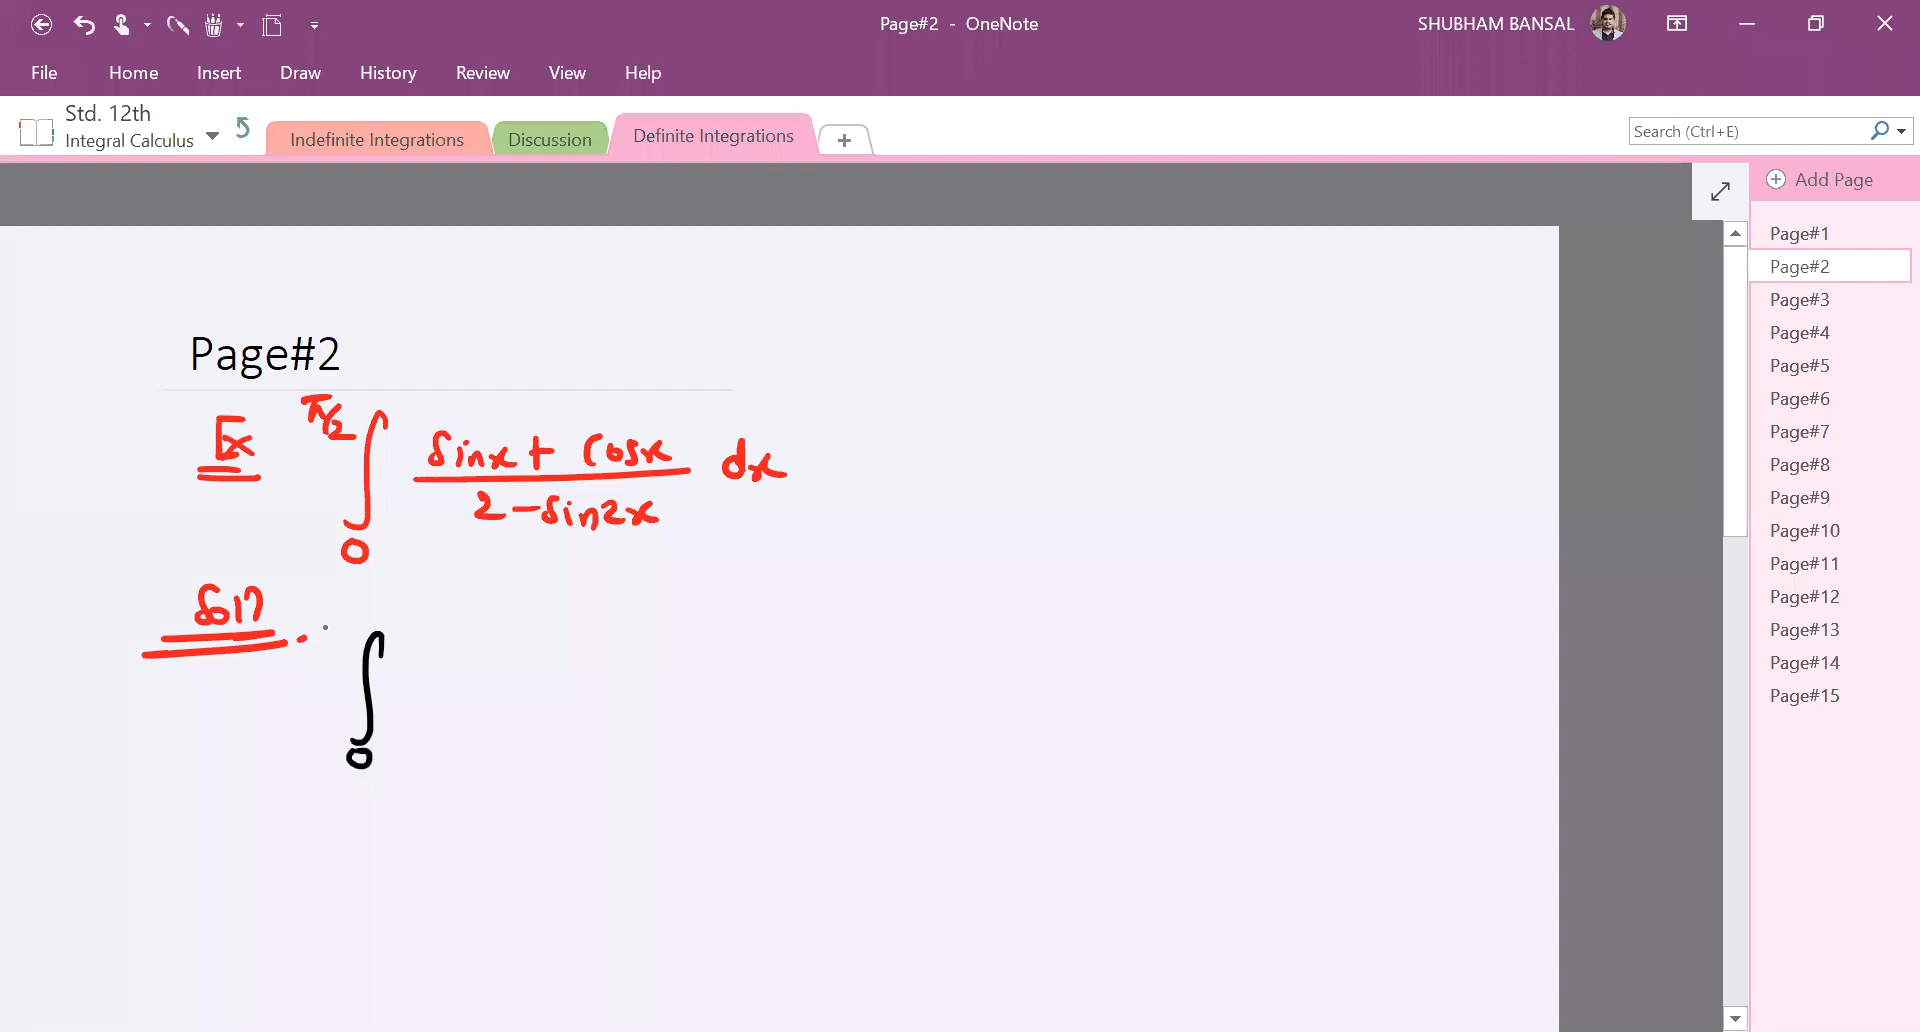 Page#2 - OneNote
SHUBHAM BANSAL
File Home Insert Draw History Review View Help
Std. 12th
Integral Calculus
Indefinite Integrations
Discussion
Definite Integrations
+
Search (Ctrl+E)
Add Page
Page#1
Page#2
Page#3
Page#4
Page#5
Page#6
Page#7
Page#8
Page#9
Page#10
Page#11
Page#12
Page#13
Page#14
Page#15
Page#2
Ex
π/2
∫
0
sinx + cosx
2 - sin2x
dx
Sol?
∫
0